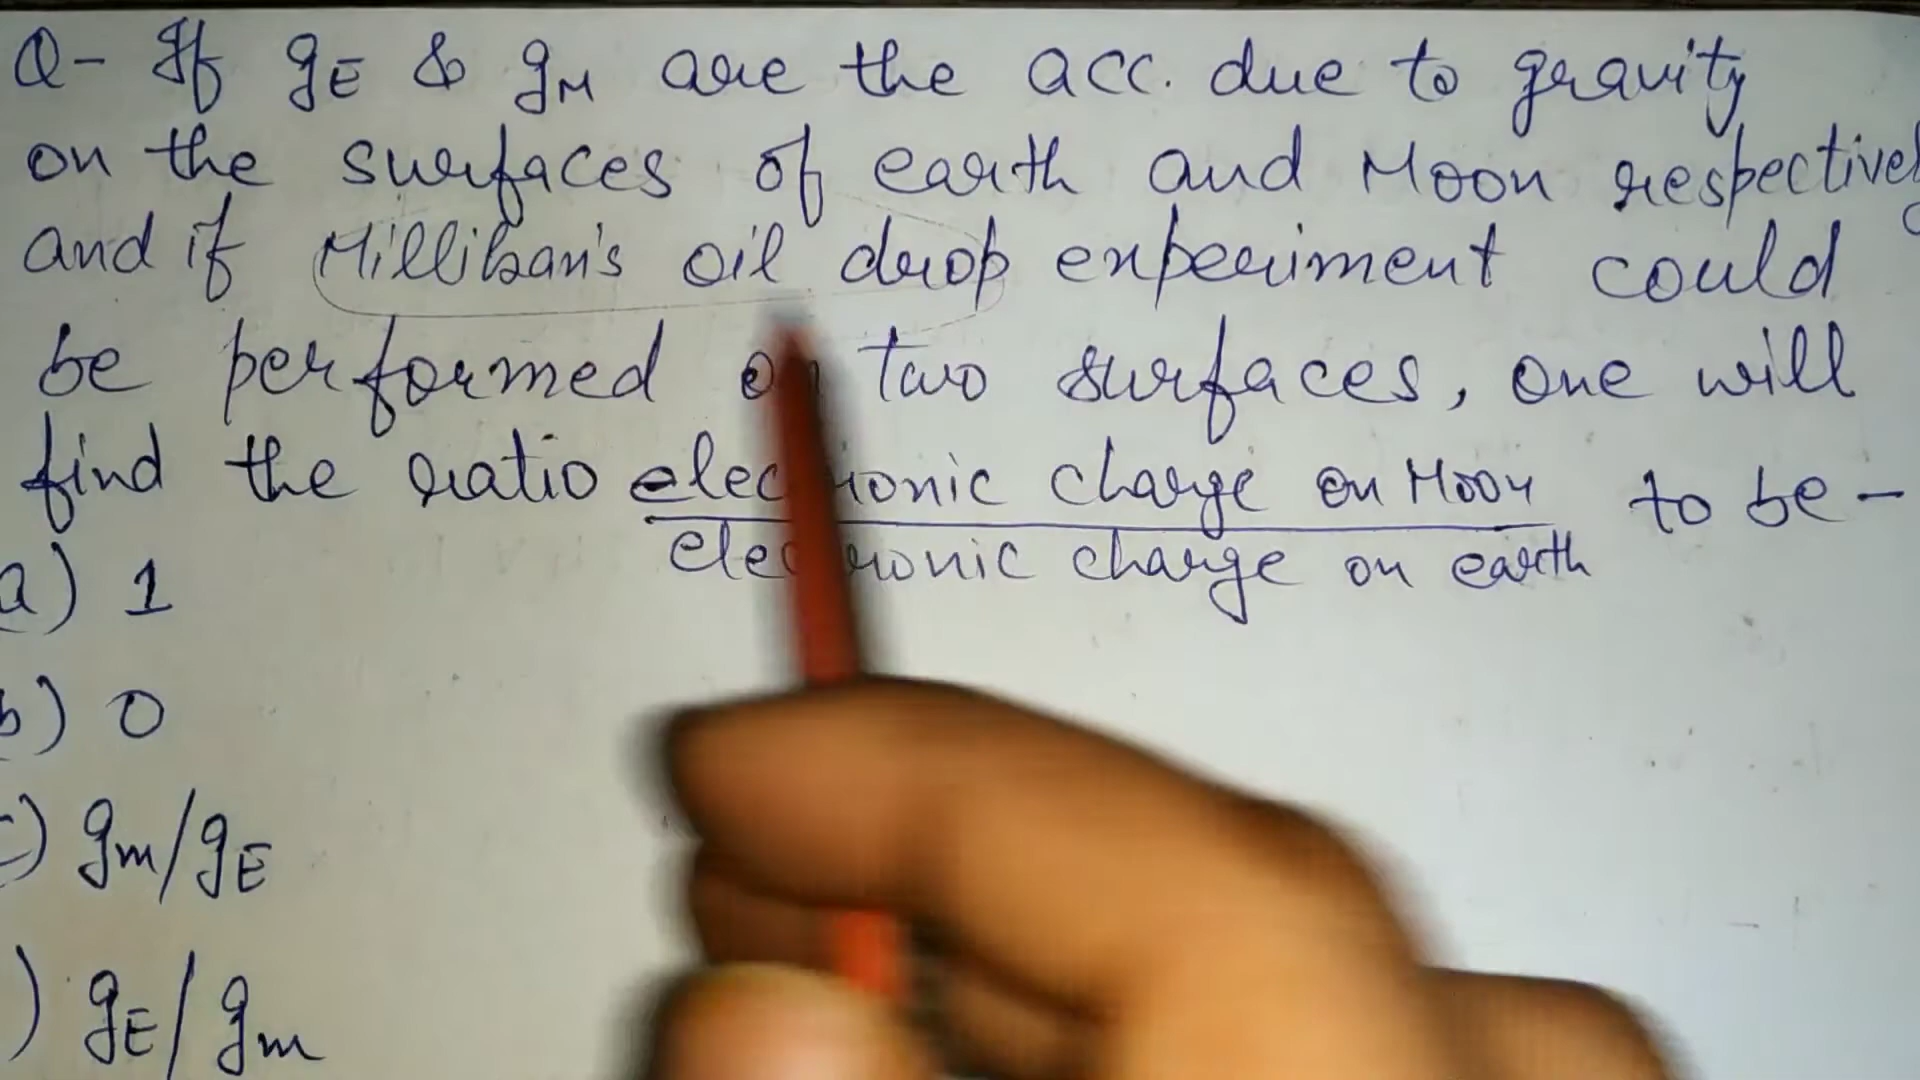 Q- If gE & gM are the acc. due to gravity
on the surfaces of earth and Moon
and if Millikan's oil drop experiment could
be performed two surfaces, one will
find the ratio electronic charge on Moon to be -
electronic charge on earth
a) 1
b) 0
c) gm/gE
) gE/gm